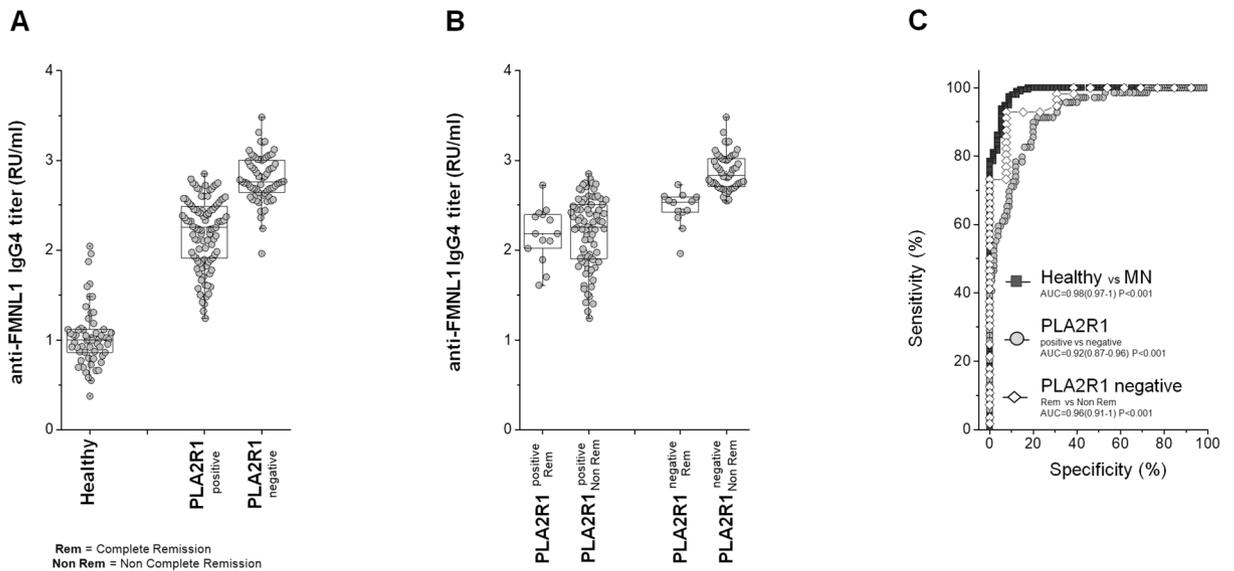 A
anti-FMNL1 IgG4 titer (RU/ml)
4
3
2
1
0
Healthy
PLA2R1
positive
PLA2R1
negative
Rem = Complete Remission
Non Rem = Non Complete Remission
B
anti-FMNL1 IgG4 titer (RU/ml)
4
3
2
1
0
PLA2R1
positive
Rem
PLA2R1
positive
Non Rem
PLA2R1
negative
Rem
PLA2R1
negative
Non Rem
C
Sensitivity (%)
100
80
60
40
20
0
Healthy vs MN
AUC=0.98(0.97-1) P<0.001
PLA2R1
positive vs negative
AUC=0.92(0.87-0.96) P<0.001
PLA2R1 negative
Rem vs Non Rem
AUC=0.96(0.91-1) P<0.001
0 20 40 60 80 100
Specificity (%)